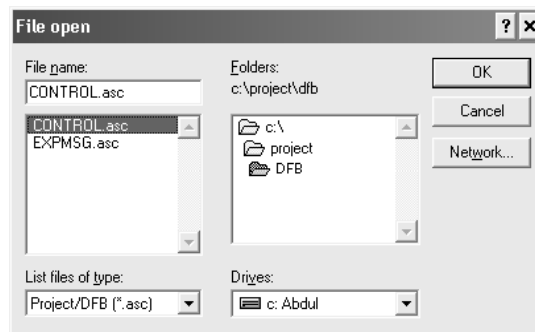 File open
File name:
CONTROL.asc
CONTROL.asc
EXPMSG.asc
List files of type:
Project/DFB (*.asc)
Folders:
c:\project\dfb
c:\
project
DFB
Drives:
c: Abdul
OK
Cancel
Network...